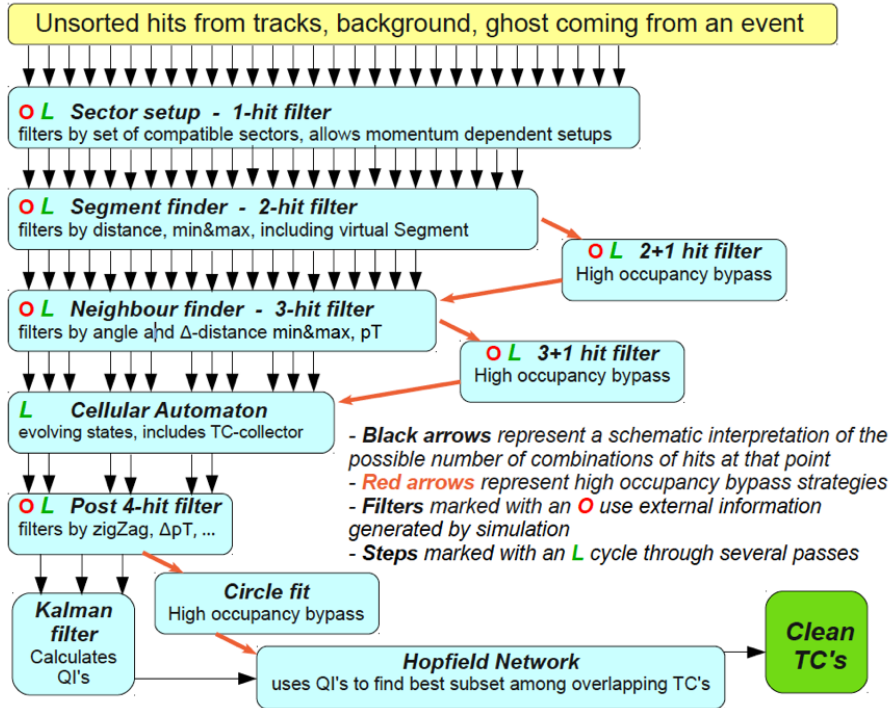 Unsorted hits from tracks, background, ghost coming from an event
O L Sector setup - 1-hit filter
filters by set of compatible sectors, allows momentum dependent setups
O L Segment finder - 2-hit filter
filters by distance, min&max, including virtual Segment
O L 2+1 hit filter
High occupancy bypass
O L Neighbour finder - 3-hit filter
filters by angle and Δ-distance min&max, pT
O L 3+1 hit filter
High occupancy bypass
L Cellular Automaton
evolving states, includes TC-collector
- Black arrows represent a schematic interpretation of the
possible number of combinations of hits at that point
- Red arrows represent high occupancy bypass strategies
- Filters marked with an O use external information
generated by simulation
- Steps marked with an L cycle through several passes
O L Post 4-hit filter
filters by zigZag, ΔpT, ...
Circle fit
High occupancy bypass
Kalman
filter
Calculates
QI's
Hopfield Network
uses QI's to find best subset among overlapping TC's
Clean
TC's